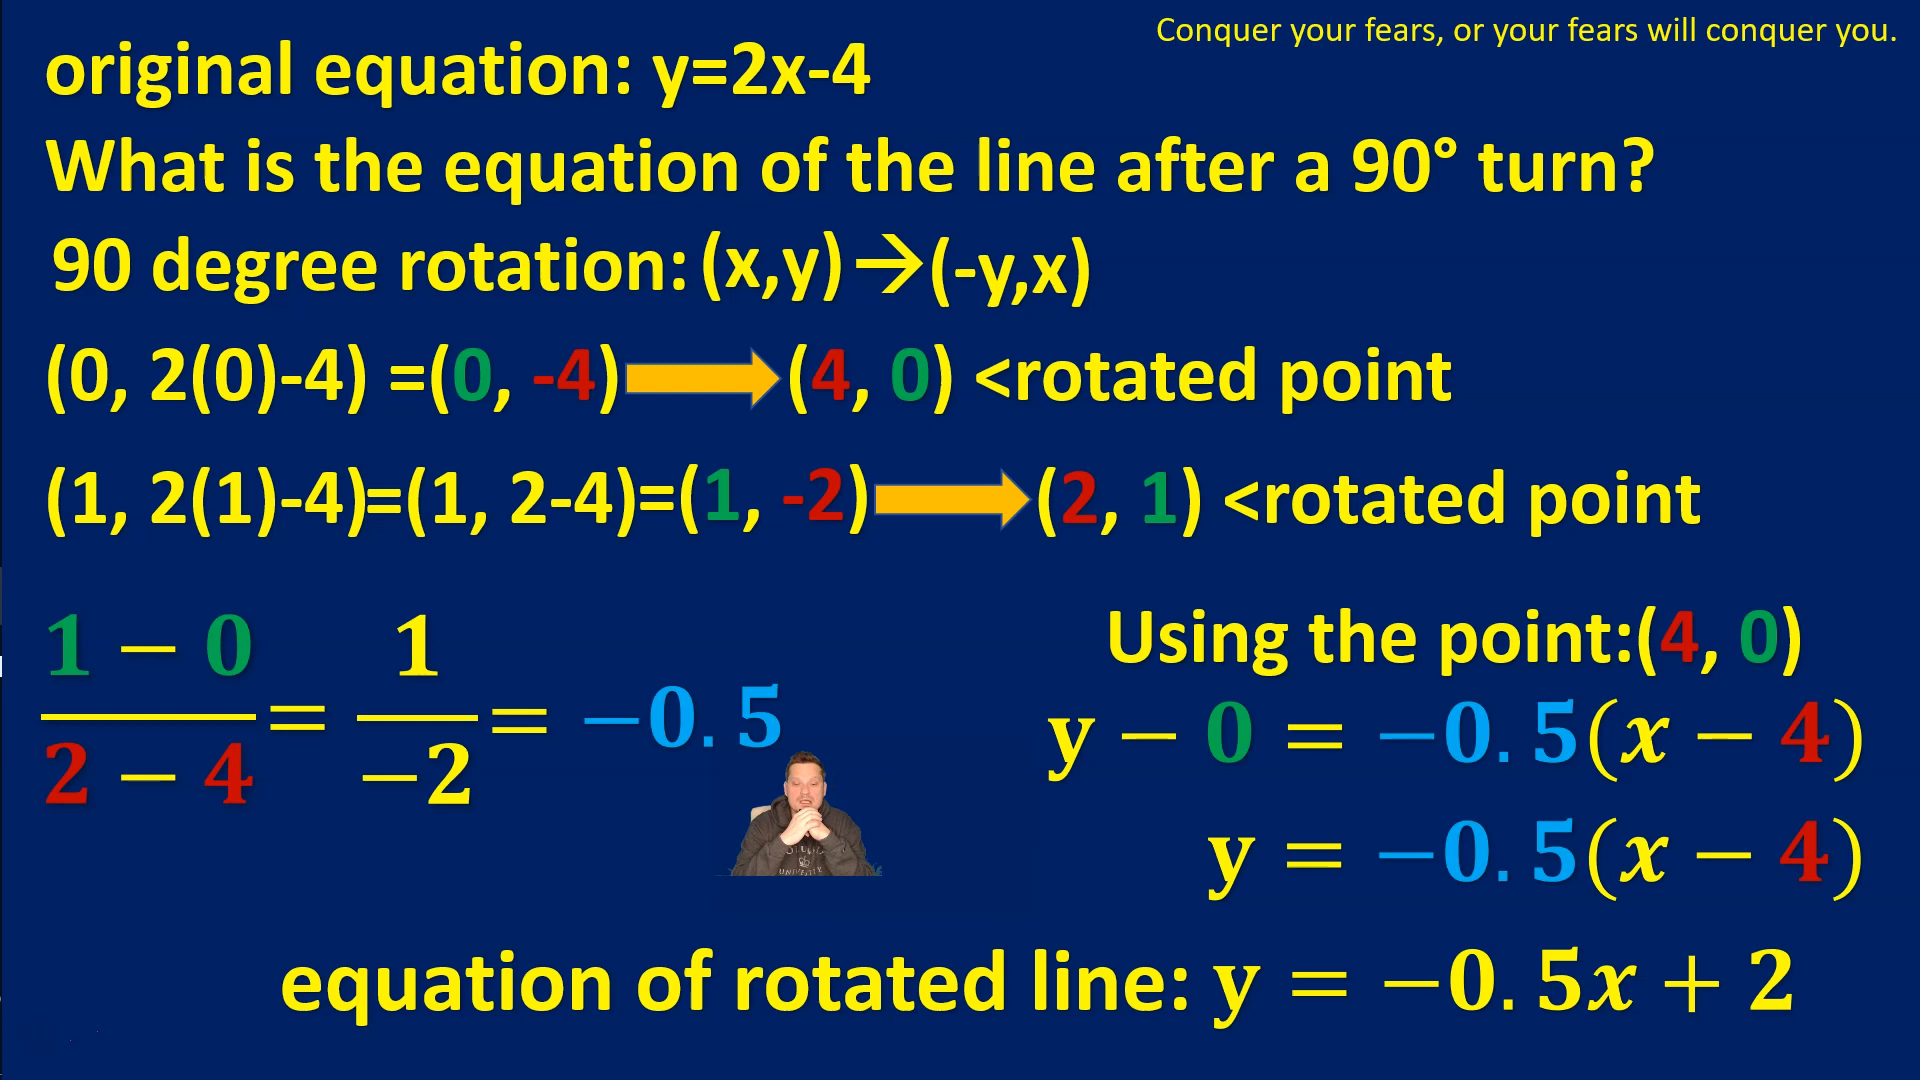 Conquer your fears, or your fears will conquer you.
original equation: y=2x-4
What is the equation of the line after a 90° turn?
90 degree rotation: (x,y)→(-y,x)
(0, 2(0)-4) =(0, -4) (4, 0) <rotated point
(1, 2(1)-4)=(1, 2-4)=(1, -2) (2, 1) <rotated point
1 − 0
2 − 4
=
1
−2
= −0.5
Using the point:(4, 0)
y − 0 = −0.5(x − 4)
y = −0.5(x − 4)
UNIVERSITY
equation of rotated line: y = −0.5x + 2